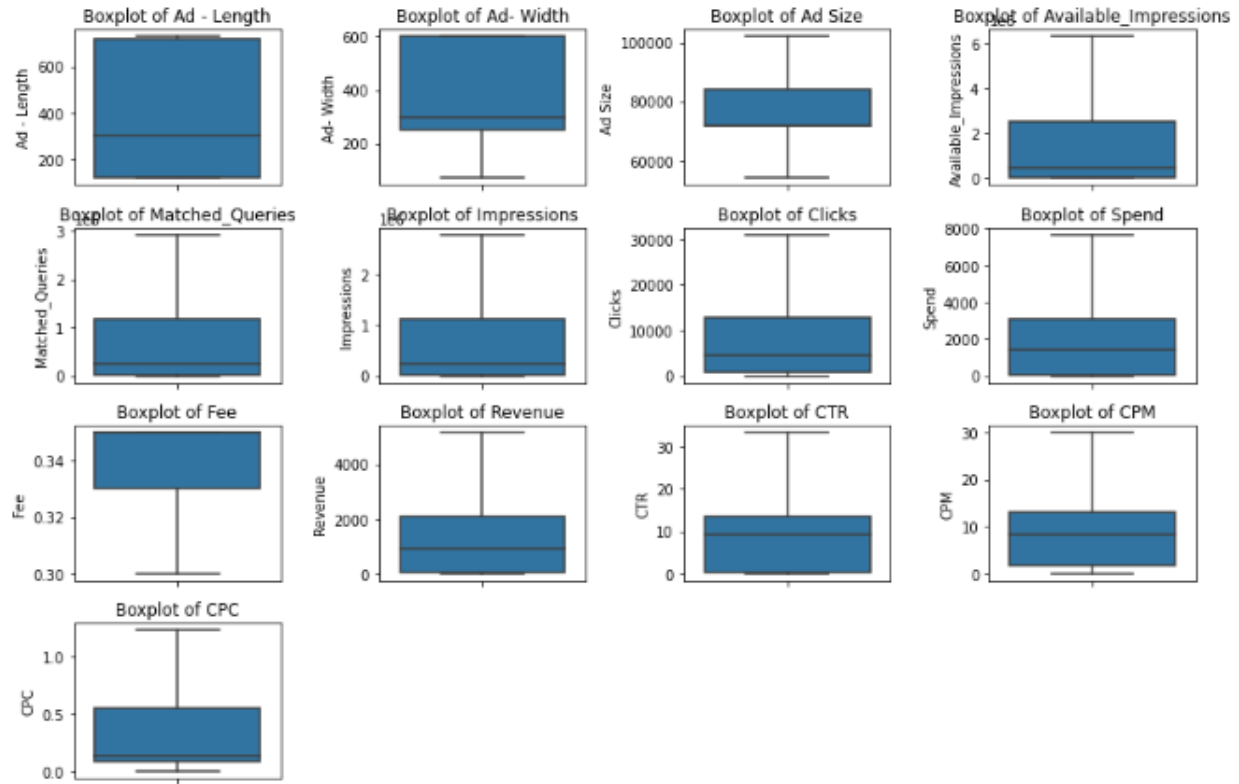 Boxplot of Ad - Length
Ad - Length
600
400
200
Boxplot of Ad- Width
Ad- Width
600
400
200
Boxplot of Ad Size
Ad Size
100000
80000
60000
Boxplot of Available_Impressions
1e6
Available_Impressions
6
4
2
0
Boxplot of Matched_Queries
1e6
Matched_Queries
3
2
1
0
Boxplot of Impressions
1e6
Impressions
2
1
0
Boxplot of Clicks
Clicks
30000
20000
10000
0
Boxplot of Spend
Spend
8000
6000
4000
2000
0
Boxplot of Fee
Fee
0.34
0.32
0.30
Boxplot of Revenue
Revenue
4000
2000
0
Boxplot of CTR
CTR
30
20
10
0
Boxplot of CPM
CPM
30
20
10
0
Boxplot of CPC
CPC
1.0
0.5
0.0